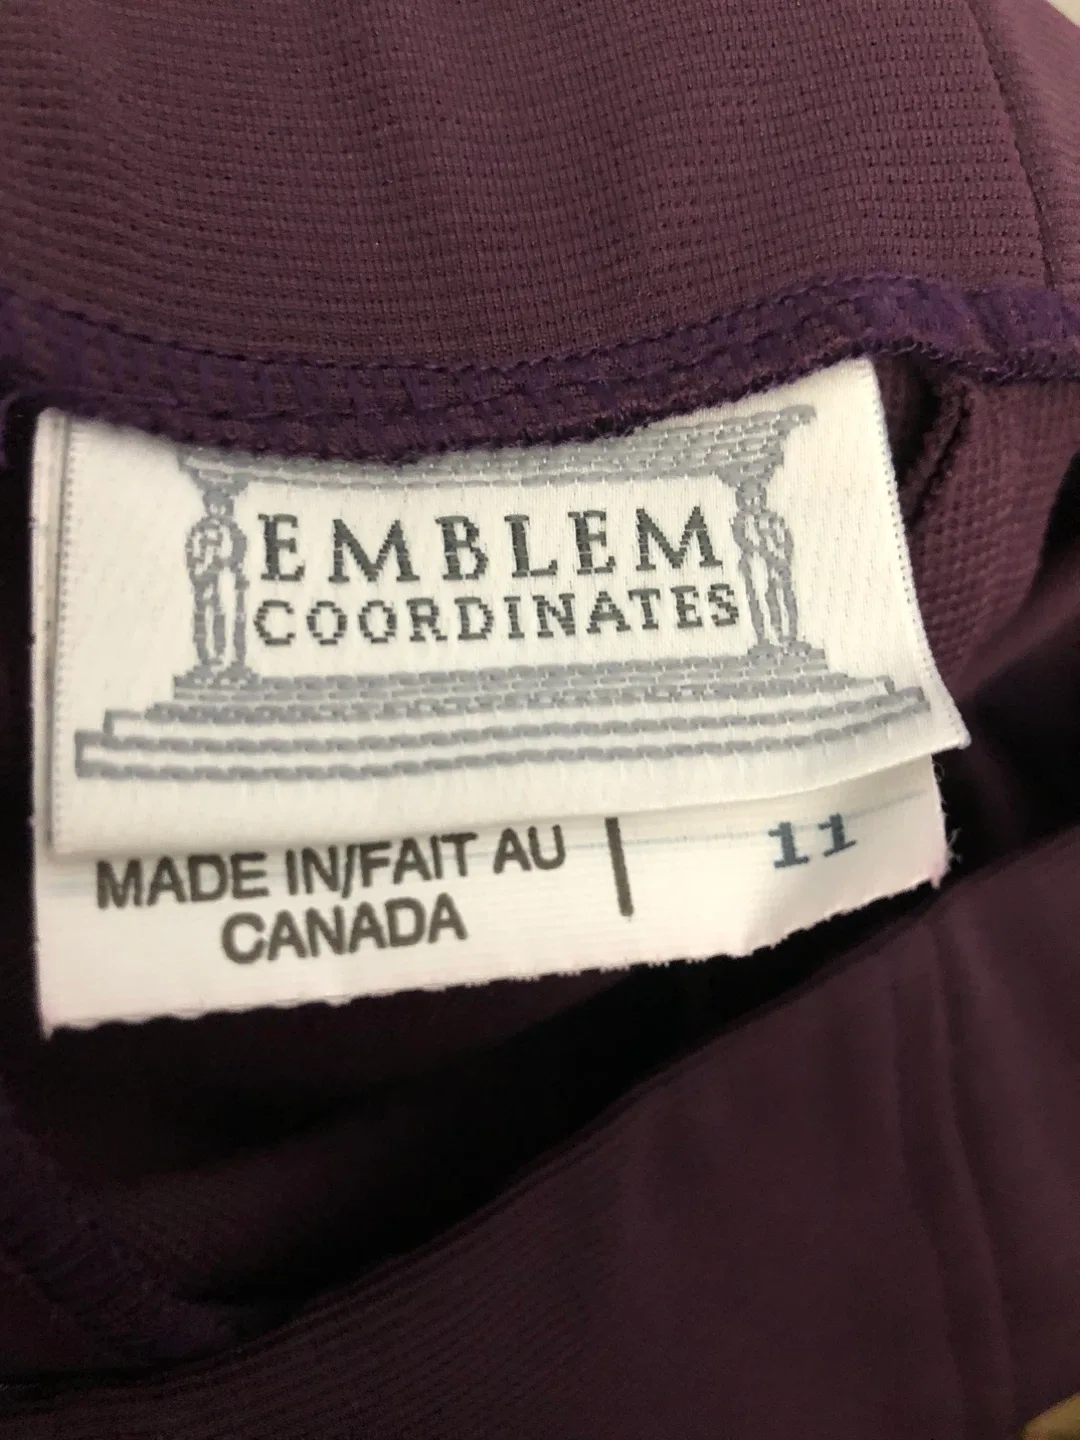 EMBLEM
COORDINATES
MADE IN/FAIT AU | 11
CANADA